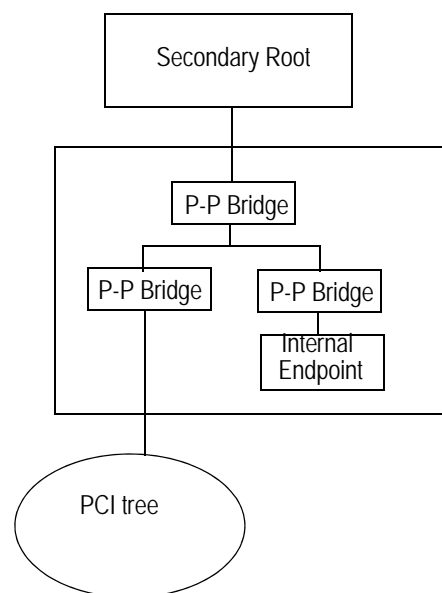 Secondary Root
P-P Bridge
P-P Bridge
P-P Bridge
Internal
Endpoint
PCI tree